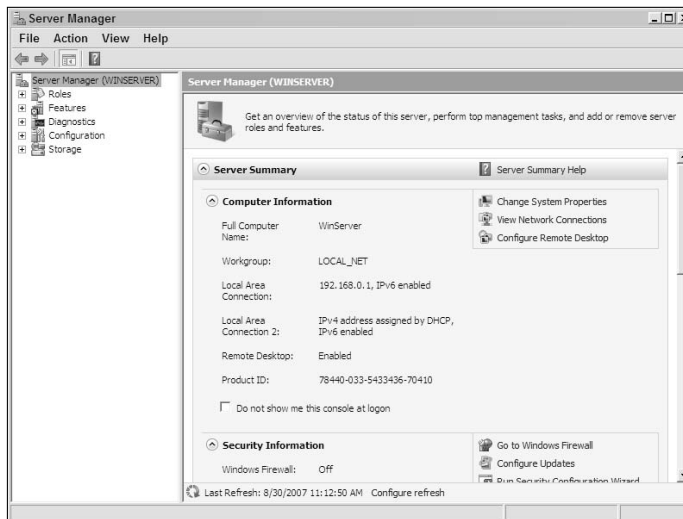 Server Manager
File Action View Help
Server Manager (WINSERVER)
Roles
Features
Diagnostics
Configuration
Storage
Server Manager (WINSERVER)
Get an overview of the status of this server, perform top management tasks, and add or remove server
roles and features.
Server Summary
Server Summary Help
Computer Information
Full Computer
Name:
WinServer
Workgroup:
LOCAL_NET
Local Area
Connection:
192.168.0.1, IPv6 enabled
Local Area
Connection 2:
IPv4 address assigned by DHCP,
IPv6 enabled
Remote Desktop:
Enabled
Product ID:
78440-033-5433436-70410
Do not show me this console at logon
Change System Properties
View Network Connections
Configure Remote Desktop
Security Information
Windows Firewall:
Off
Go to Windows Firewall
Configure Updates
Run Security Configuration Wizard
Last Refresh: 8/30/2007 11:12:50 AM Configure refresh